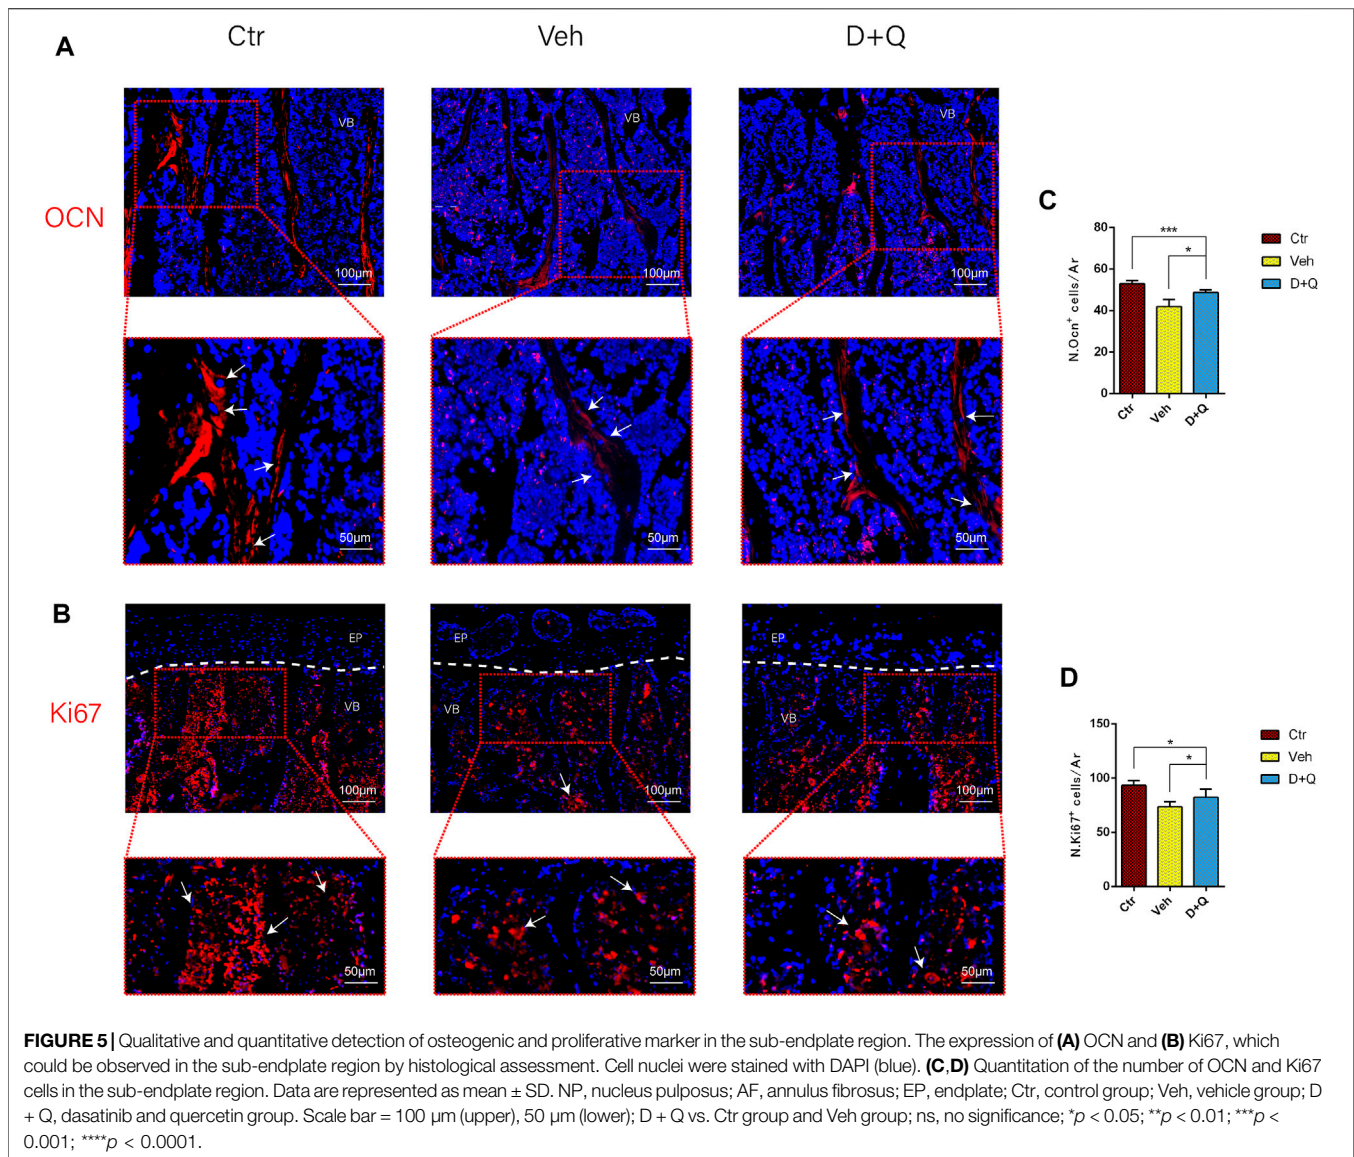 Ctr Veh D+Q
A
VB VB VB
OCN
100µm 100µm 100µm
50µm 50µm 50µm
C
N.Ocn+ cells/Ar
80
60
40
20
0
*** 
*
Ctr Veh D+Q
Ctr
Veh
D+Q
B
EP EP EP
Ki67
VB VB VB
100µm 100µm 100µm
50µm 50µm 50µm
D
N.Ki67+ cells/Ar
150
100
50
0
*
*
Ctr Veh D+Q
Ctr
Veh
D+Q
FIGURE 5 | Qualitative and quantitative detection of osteogenic and proliferative marker in the sub-endplate region. The expression of (A) OCN and (B) Ki67, which
could be observed in the sub-endplate region by histological assessment. Cell nuclei were stained with DAPI (blue). (C,D) Quantitation of the number of OCN and Ki67
cells in the sub-endplate region. Data are represented as mean ± SD. NP, nucleus pulposus; AF, annulus fibrosus; EP, endplate; Ctr, control group; Veh, vehicle group; D
+ Q, dasatinib and quercetin group. Scale bar = 100 µm (upper), 50 µm (lower); D + Q vs. Ctr group and Veh group; ns, no significance; *p < 0.05; **p < 0.01; ***p <
0.001; ****p < 0.0001.